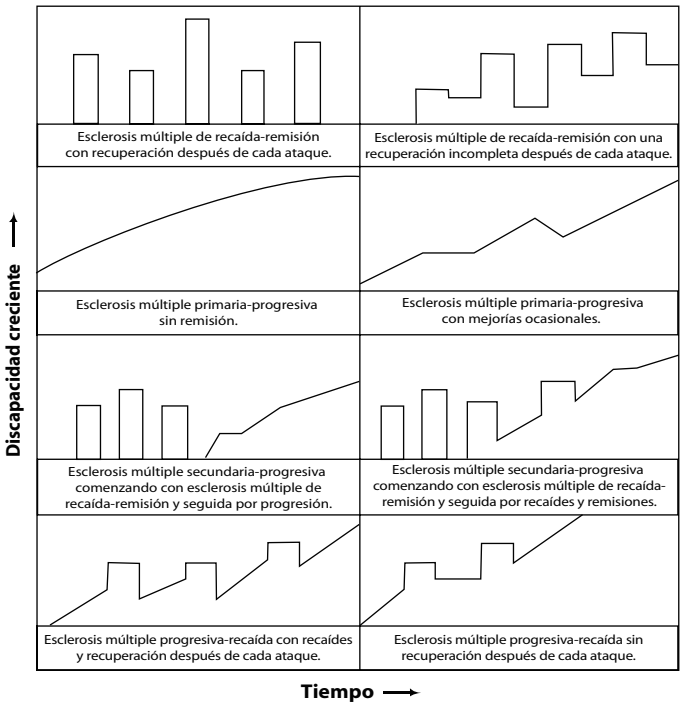 Esclerosis múltiple de recaída-remisión
con recuperación después de cada ataque.
Esclerosis múltiple de recaída-remisión con una
recuperación incompleta después de cada ataque.
Esclerosis múltiple primaria-progresiva
sin remisión.
Esclerosis múltiple primaria-progresiva
con mejorías ocasionales.
Esclerosis múltiple secundaria-progresiva
comenzando con esclerosis múltiple de
recaída-remisión y seguida por progresión.
Esclerosis múltiple secundaria-progresiva
comenzando con esclerosis múltiple de recaída-
remisión y seguida por recaídes y remisiones.
Esclerosis múltiple progresiva-recaída con recaídes
y recuperación después de cada ataque.
Esclerosis múltiple progresiva-recaída sin
recuperación después de cada ataque.
Discapacidad creciente
Tiempo